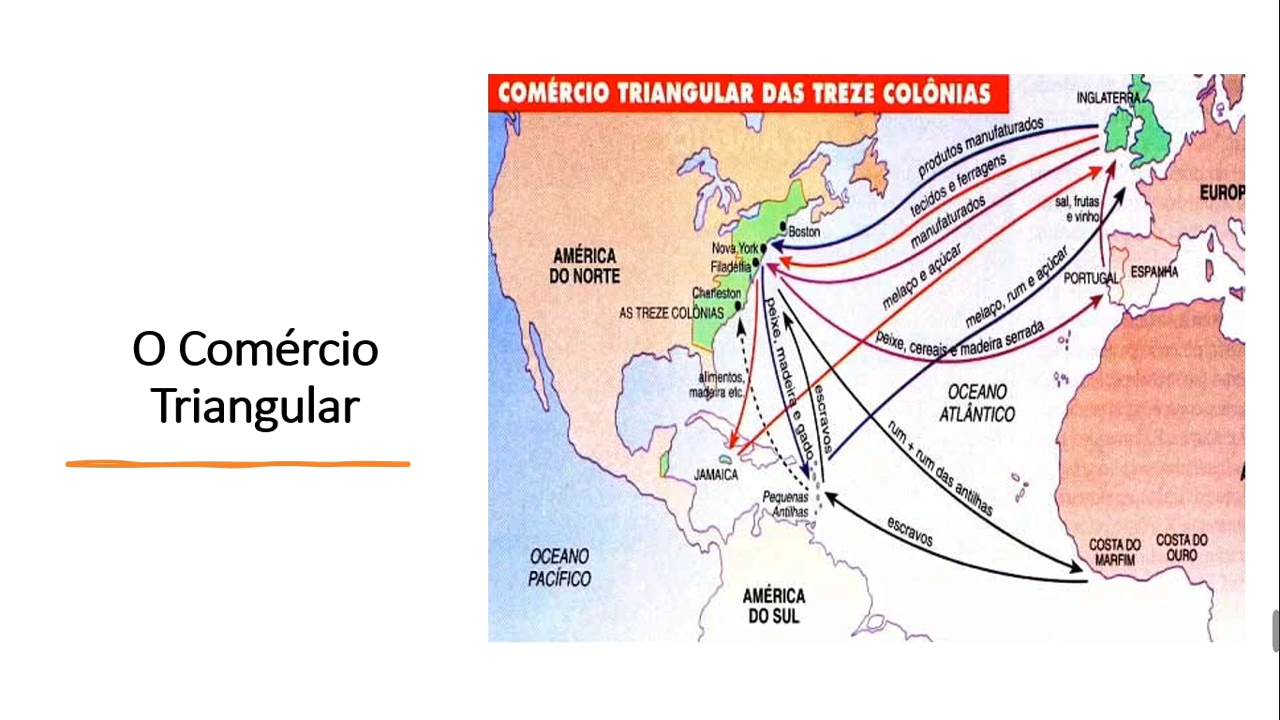 O Comércio
Triangular
COMÉRCIO TRIANGULAR DAS TREZE COLÔNIAS
INGLATERRA
produtos manufaturados
tecidos e ferragens
manufaturados
sal, frutas
e vinho
EUROP
Boston
Nova York
Filadélfia
AMÉRICA
DO NORTE
melaço e açúcar
melaço, rum e açúcar
PORTUGAL
ESPANHA
Charleston
AS TREZE COLÔNIAS
peixe, cereais e madeira serrada
peixe, madeira e gado
alimentos,
madeira etc.
escravos
OCEANO
ATLÂNTICO
rum + rum das antilhas
JAMAICA
Pequenas
Antilhas
escravos
COSTA DO
MARFIM
COSTA DO
OURO
OCEANO
PACÍFICO
AMÉRICA
DO SUL